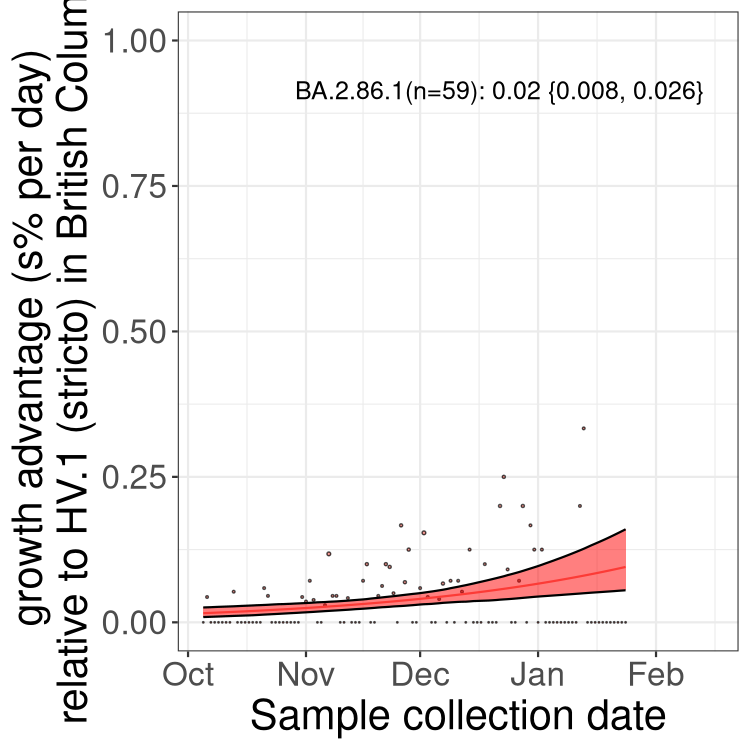 growth advantage (s% per day)
relative to HV.1 (stricto) in British Colum
1.00
0.75
0.50
0.25
0.00
BA.2.86.1(n=59): 0.02 {0.008, 0.026}
Oct Nov Dec Jan Feb
Sample collection date